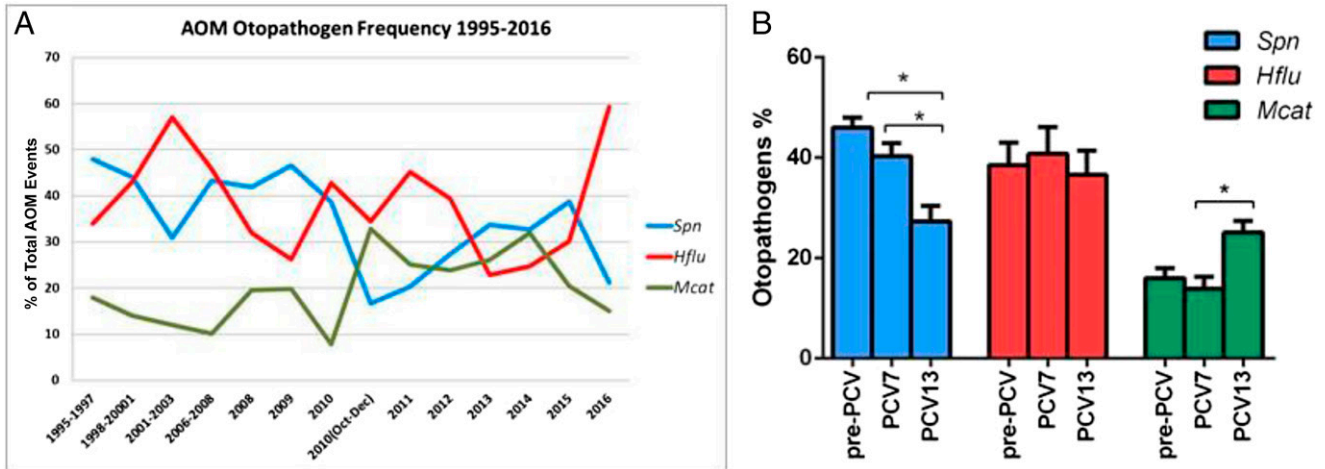 A
AOM Otopathogen Frequency 1995-2016
% of Total AOM Events
70
60
50
40
30
20
10
0
1995-1997
1998-20001
2001-2003
2006-2008
2008
2009
2010
2010(Oct-Dec)
2011
2012
2013
2014
2015
2016
Spn
Hflu
Mcat
B
Otopathogens %
60
40
20
0
*
*
*
Spn
Hflu
Mcat
pre-PCV
PCV7
PCV13
pre-PCV
PCV7
PCV13
pre-PCV
PCV7
PCV13